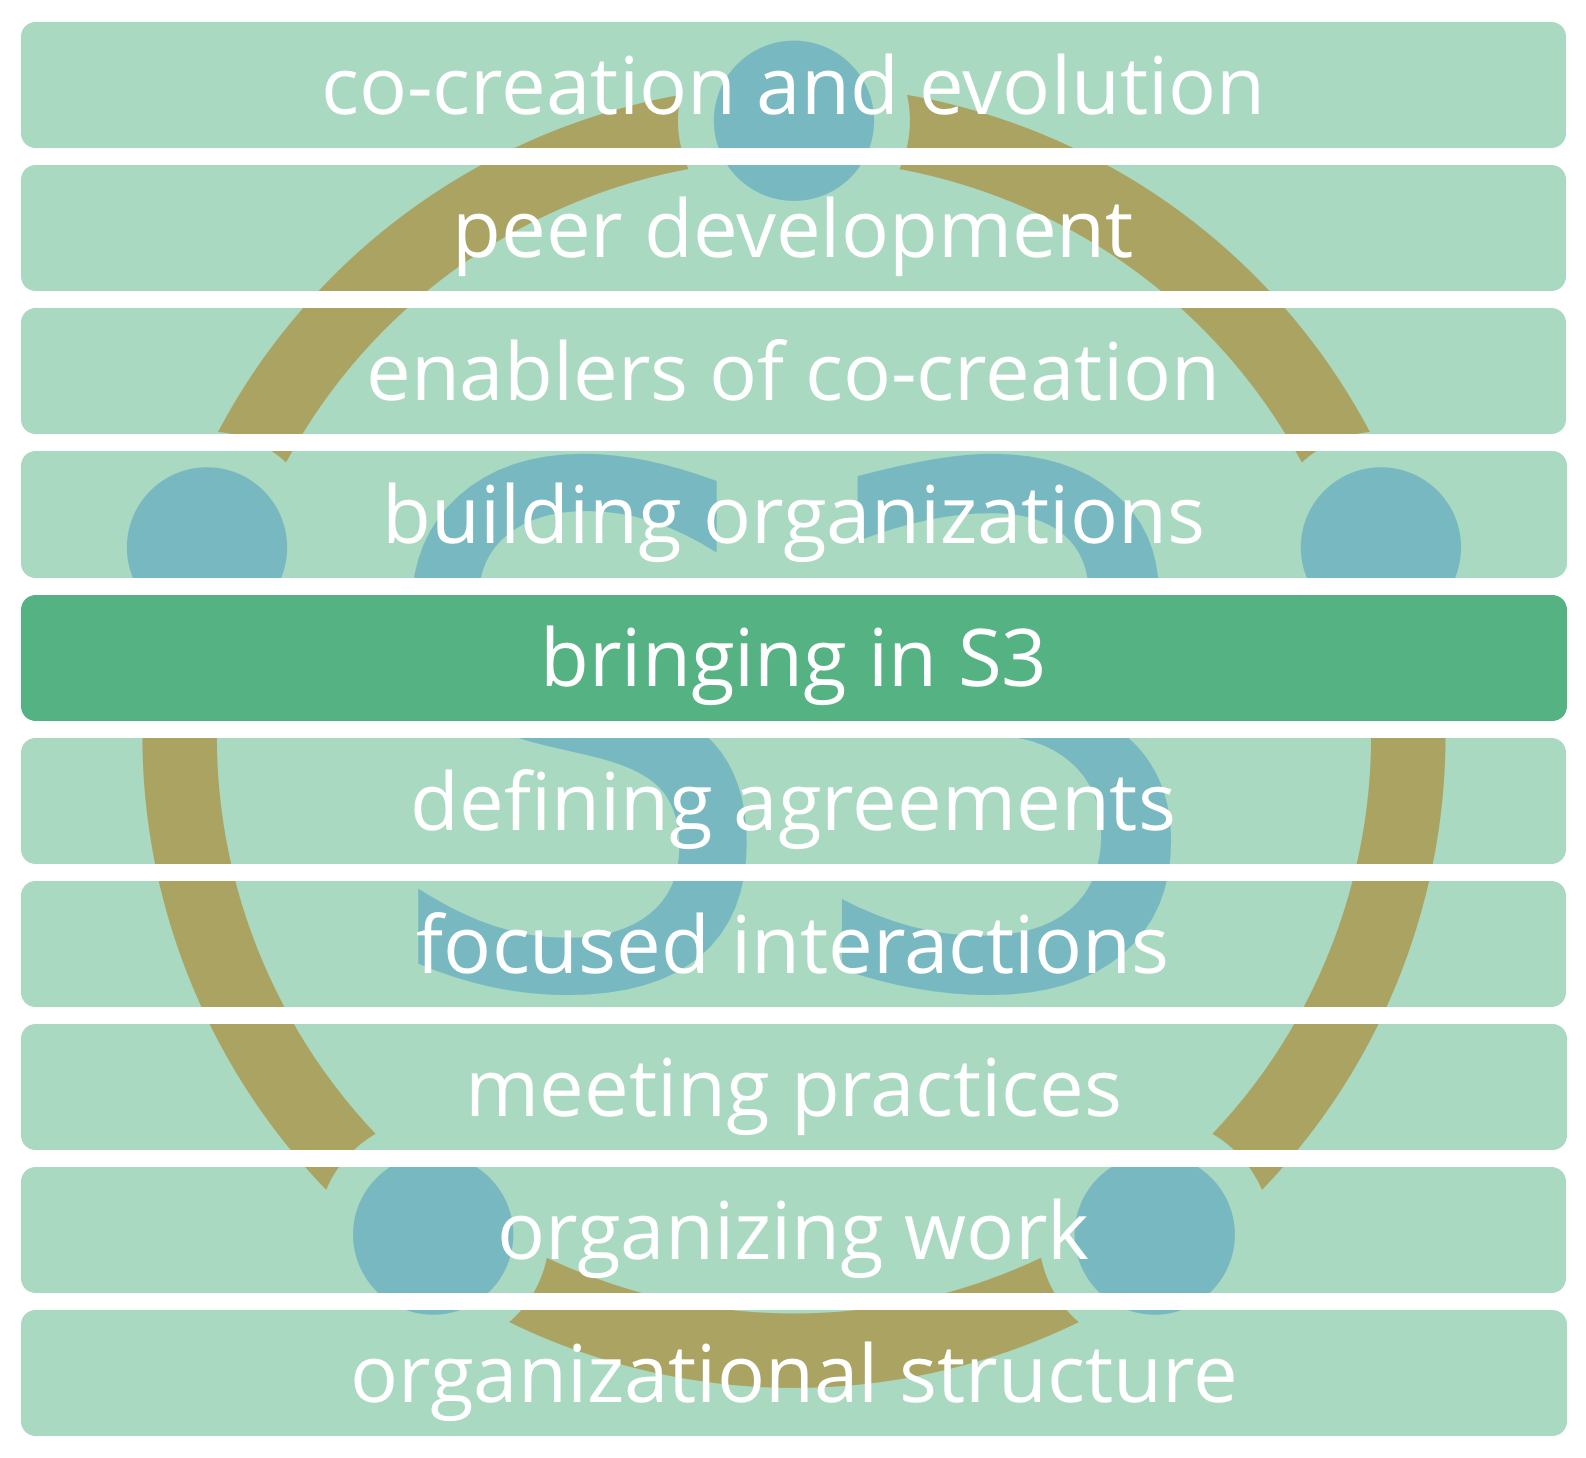 co-creation and evolution
peer development
enablers of co-creation
building organizations
bringing in S3
defining agreements
focused interactions
meeting practices
organizing work
organizational structure
S3